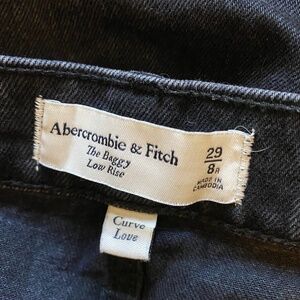 Abercrombie & Fitch
The Baggy
Low Rise
29
8R
MADE IN
CAMBODIA
Curve
Love